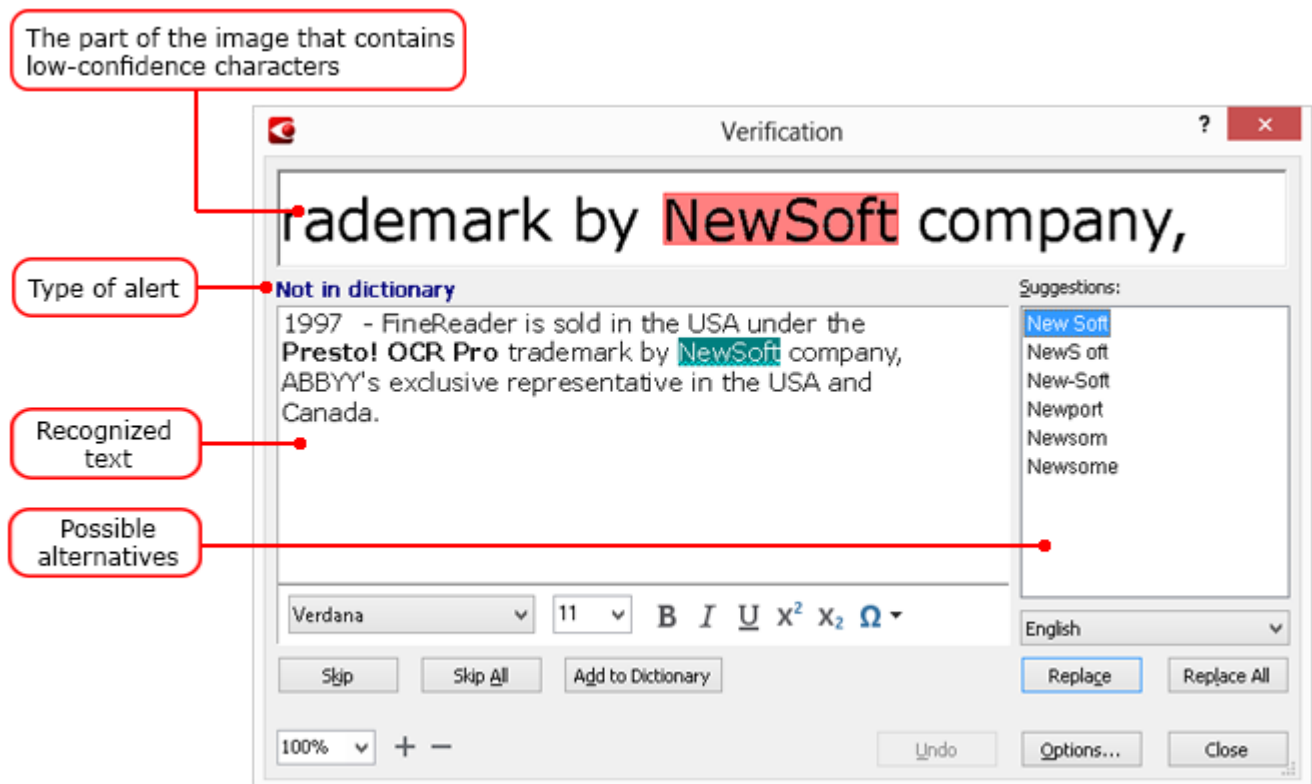 The part of the image that contains
low-confidence characters
Verification
?
rademark by NewSoft company,
Type of alert
Not in dictionary
Suggestions:
1997 - FineReader is sold in the USA under the
Presto! OCR Pro trademark by NewSoft company,
ABBYY's exclusive representative in the USA and
Canada.
New Soft
NewS oft
New-Soft
Newport
Newsom
Newsome
Recognized
text
Possible
alternatives
Verdana 11 B I U X² X₂ Ω
English
Skip Skip All Add to Dictionary Replace Replace All
100% + − Undo Options... Close